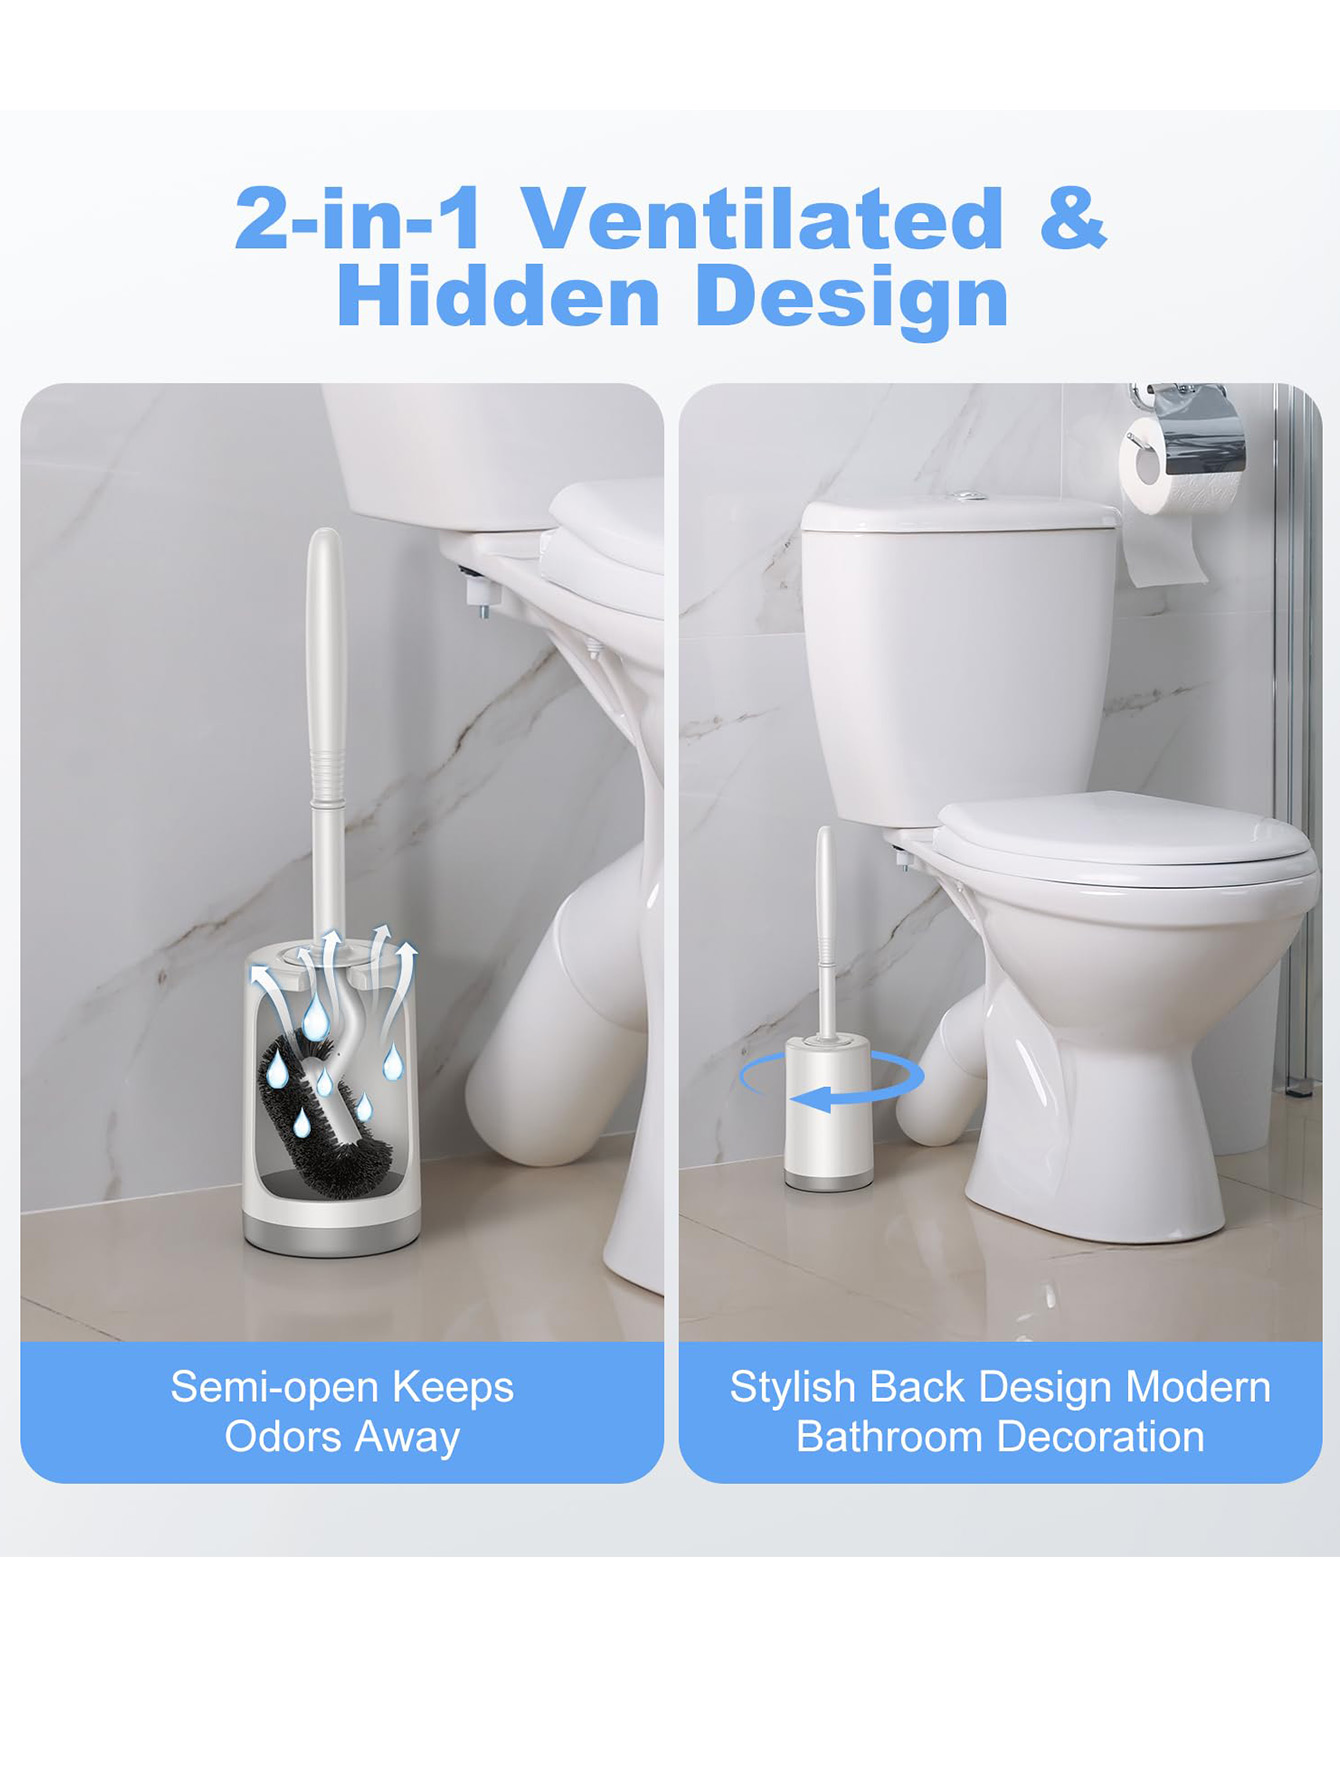 2-in-1 Ventilated &
Hidden Design
Semi-open Keeps
Odors Away
Stylish Back Design Modern
Bathroom Decoration